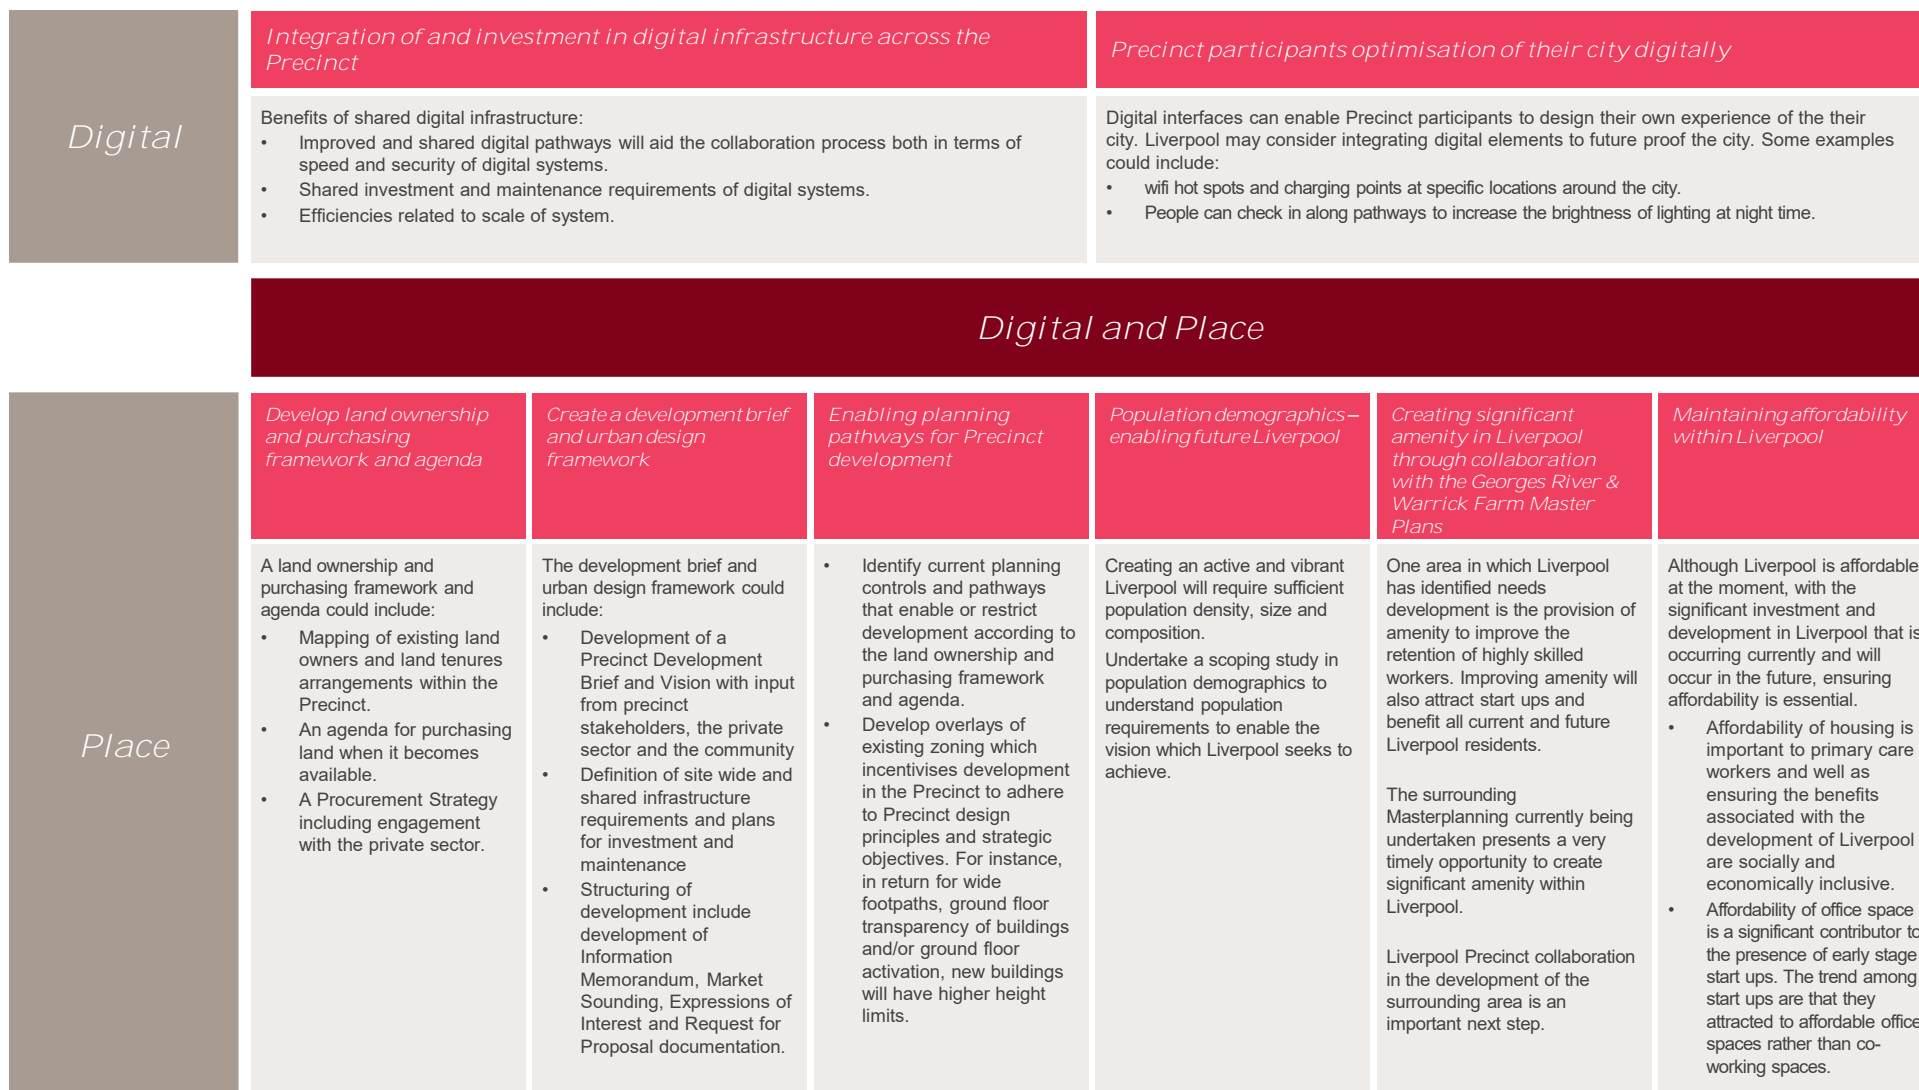 Digital
Integration of and investment in digital infrastructure across the
Precinct
Benefits of shared digital infrastructure:
• Improved and shared digital pathways will aid the collaboration process both in terms of
speed and security of digital systems.
• Shared investment and maintenance requirements of digital systems.
• Efficiencies related to scale of system.
Precinct participants optimisation of their city digitally
Digital interfaces can enable Precinct participants to design their own experience of the their
city. Liverpool may consider integrating digital elements to future proof the city. Some examples
could include:
• wifi hot spots and charging points at specific locations around the city.
• People can check in along pathways to increase the brightness of lighting at night time.
Digital and Place
Place
Develop land ownership
and purchasing
framework and agenda
A land ownership and
purchasing framework and
agenda could include:
• Mapping of existing land
owners and land tenures
arrangements within the
Precinct.
• An agenda for purchasing
land when it becomes
available.
• A Procurement Strategy
including engagement
with the private sector.
Create a development brief
and urban design
framework
The development brief and
urban design framework could
include:
• Development of a
Precinct Development
Brief and Vision with input
from precinct
stakeholders, the private
sector and the community
• Definition of site wide and
shared infrastructure
requirements and plans
for investment and
maintenance
• Structuring of
development include
development of
Information
Memorandum, Market
Sounding, Expressions of
Interest and Request for
Proposal documentation.
Enabling planning
pathways for Precinct
development
• Identify current planning
controls and pathways
that enable or restrict
development according to
the land ownership and
purchasing framework
and agenda.
• Develop overlays of
existing zoning which
incentivises development
in the Precinct to adhere
to Precinct design
principles and strategic
objectives. For instance,
in return for wide
footpaths, ground floor
transparency of buildings
and/or ground floor
activation, new buildings
will have higher height
limits.
Population demographics –
enabling future Liverpool
Creating an active and vibrant
Liverpool will require sufficient
population density, size and
composition.
Undertake a scoping study in
population demographics to
understand population
requirements to enable the
vision which Liverpool seeks to
achieve.
Creating significant
amenity in Liverpool
through collaboration
with the Georges River &
Warrick Farm Master
Plans
One area in which Liverpool
has identified needs
development is the provision of
amenity to improve the
retention of highly skilled
workers. Improving amenity will
also attract start ups and
benefit all current and future
Liverpool residents.
The surrounding
Masterplanning currently being
undertaken presents a very
timely opportunity to create
significant amenity within
Liverpool.
Liverpool Precinct collaboration
in the development of the
surrounding area is an
important next step.
Maintaining affordability
within Liverpool
Although Liverpool is affordable
at the moment, with the
significant investment and
development in Liverpool that is
occurring currently and will
occur in the future, ensuring
affordability is essential.
• Affordability of housing is
important to primary care
workers and well as
ensuring the benefits
associated with the
development of Liverpool
are socially and
economically inclusive.
• Affordability of office space
is a significant contributor to
the presence of early stage
start ups. The trend among
start ups are that they
attracted to affordable office
spaces rather than co-
working spaces.